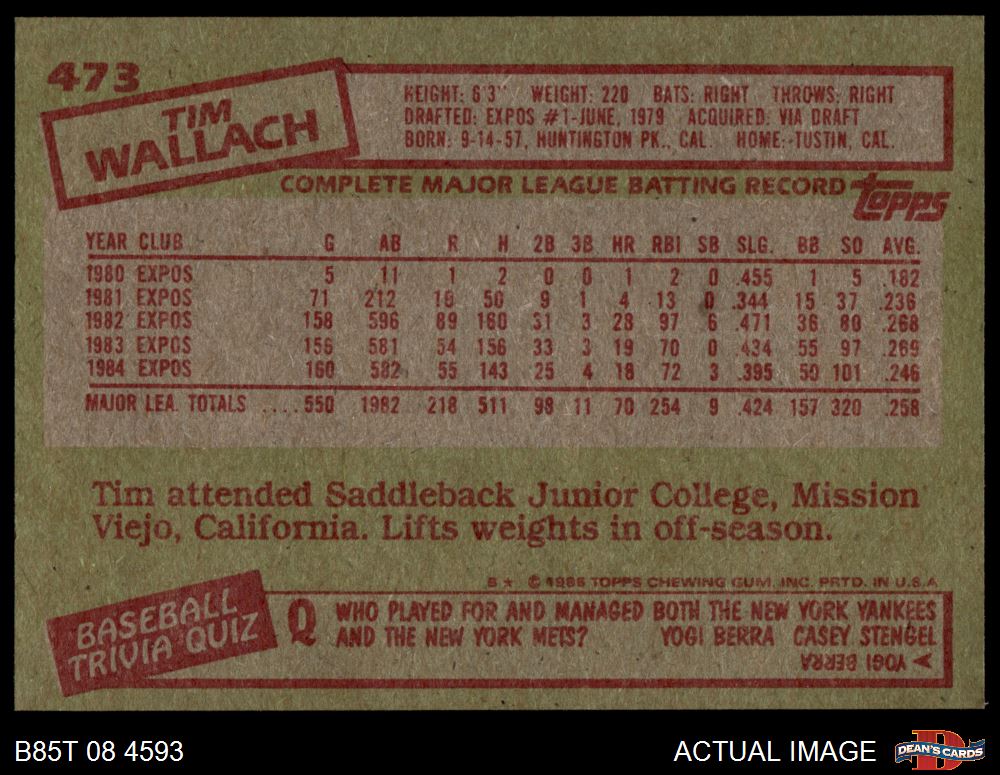 473
TIM
WALLACH
HEIGHT: 6'3" WEIGHT: 220 BATS: RIGHT THROWS: RIGHT
DRAFTED: EXPOS #1-JUNE, 1979 ACQUIRED: VIA DRAFT
BORN: 9-14-57, HUNTINGTON PK., CAL. HOME:-TUSTIN, CAL.
COMPLETE MAJOR LEAGUE BATTING RECORD topps
YEAR CLUB G AB R H 2B 3B HR RBI SB SLG. BB SO AVG.
1980 EXPOS 5 11 1 2 0 0 1 2 0 .455 1 5 .182
1981 EXPOS 71 212 19 50 9 1 4 13 0 .344 15 37 .236
1982 EXPOS 158 596 89 160 31 3 28 97 6 .471 36 80 .268
1983 EXPOS 156 581 54 156 33 3 19 70 0 .434 55 97 .269
1984 EXPOS 160 582 55 143 25 4 18 72 3 .395 50 101 .246
MAJOR LEA. TOTALS .... 550 1982 218 511 98 11 70 254 9 .424 157 320 .258
Tim attended Saddleback Junior College, Mission
Viejo, California. Lifts weights in off-season.
B★ © 1985 TOPPS CHEWING GUM, INC. PRTD. IN U.S.A.
BASEBALL
TRIVIA QUIZ
Q WHO PLAYED FOR AND MANAGED BOTH THE NEW YORK YANKEES
AND THE NEW YORK METS? YOGI BERRA CASEY STENGEL
YOGI BERRA
B85T 08 4593
ACTUAL IMAGE
D
DEAN'S CARDS